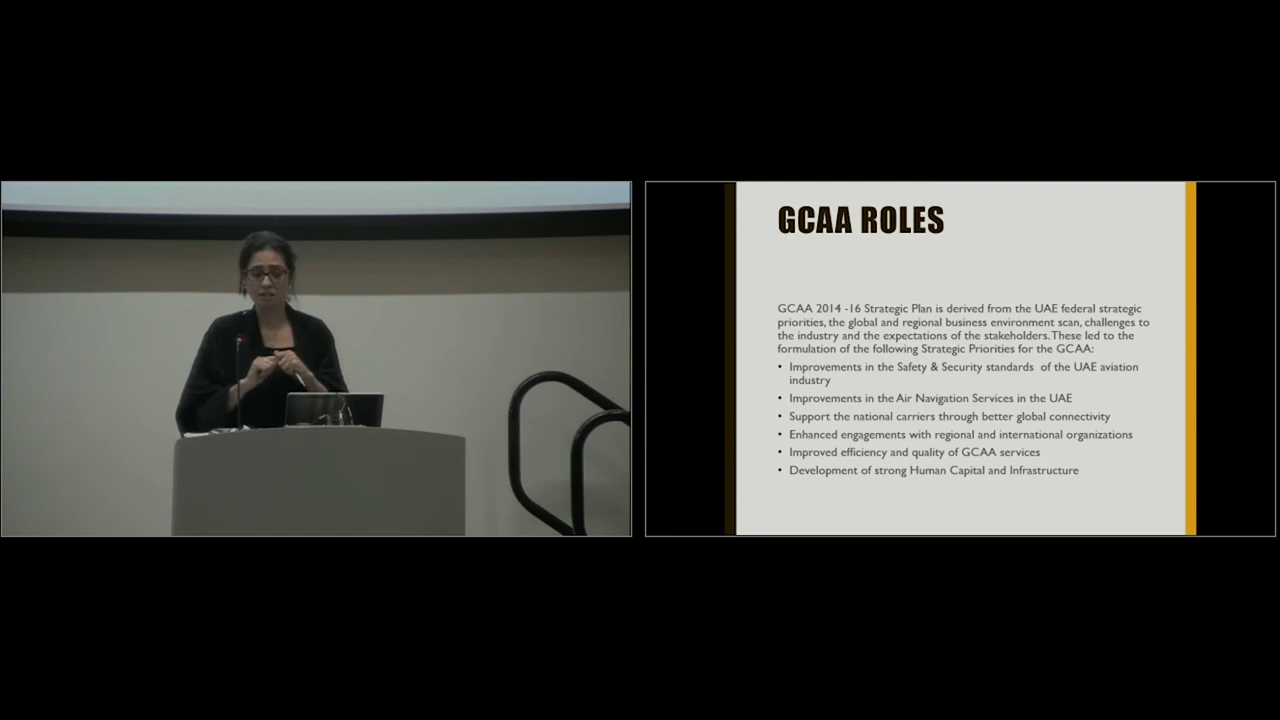 GCAA ROLES
GCAA 2014 -16 Strategic Plan is derived from the UAE federal strategic
priorities, the global and regional business environment scan, challenges to
the industry and the expectations of the stakeholders. These led to the
formulation of the following Strategic Priorities for the GCAA:
• Improvements in the Safety & Security standards of the UAE aviation
industry
• Improvements in the Air Navigation Services in the UAE
• Support the national carriers through better global connectivity
• Enhanced engagements with regional and international organizations
• Improved efficiency and quality of GCAA services
• Development of strong Human Capital and Infrastructure